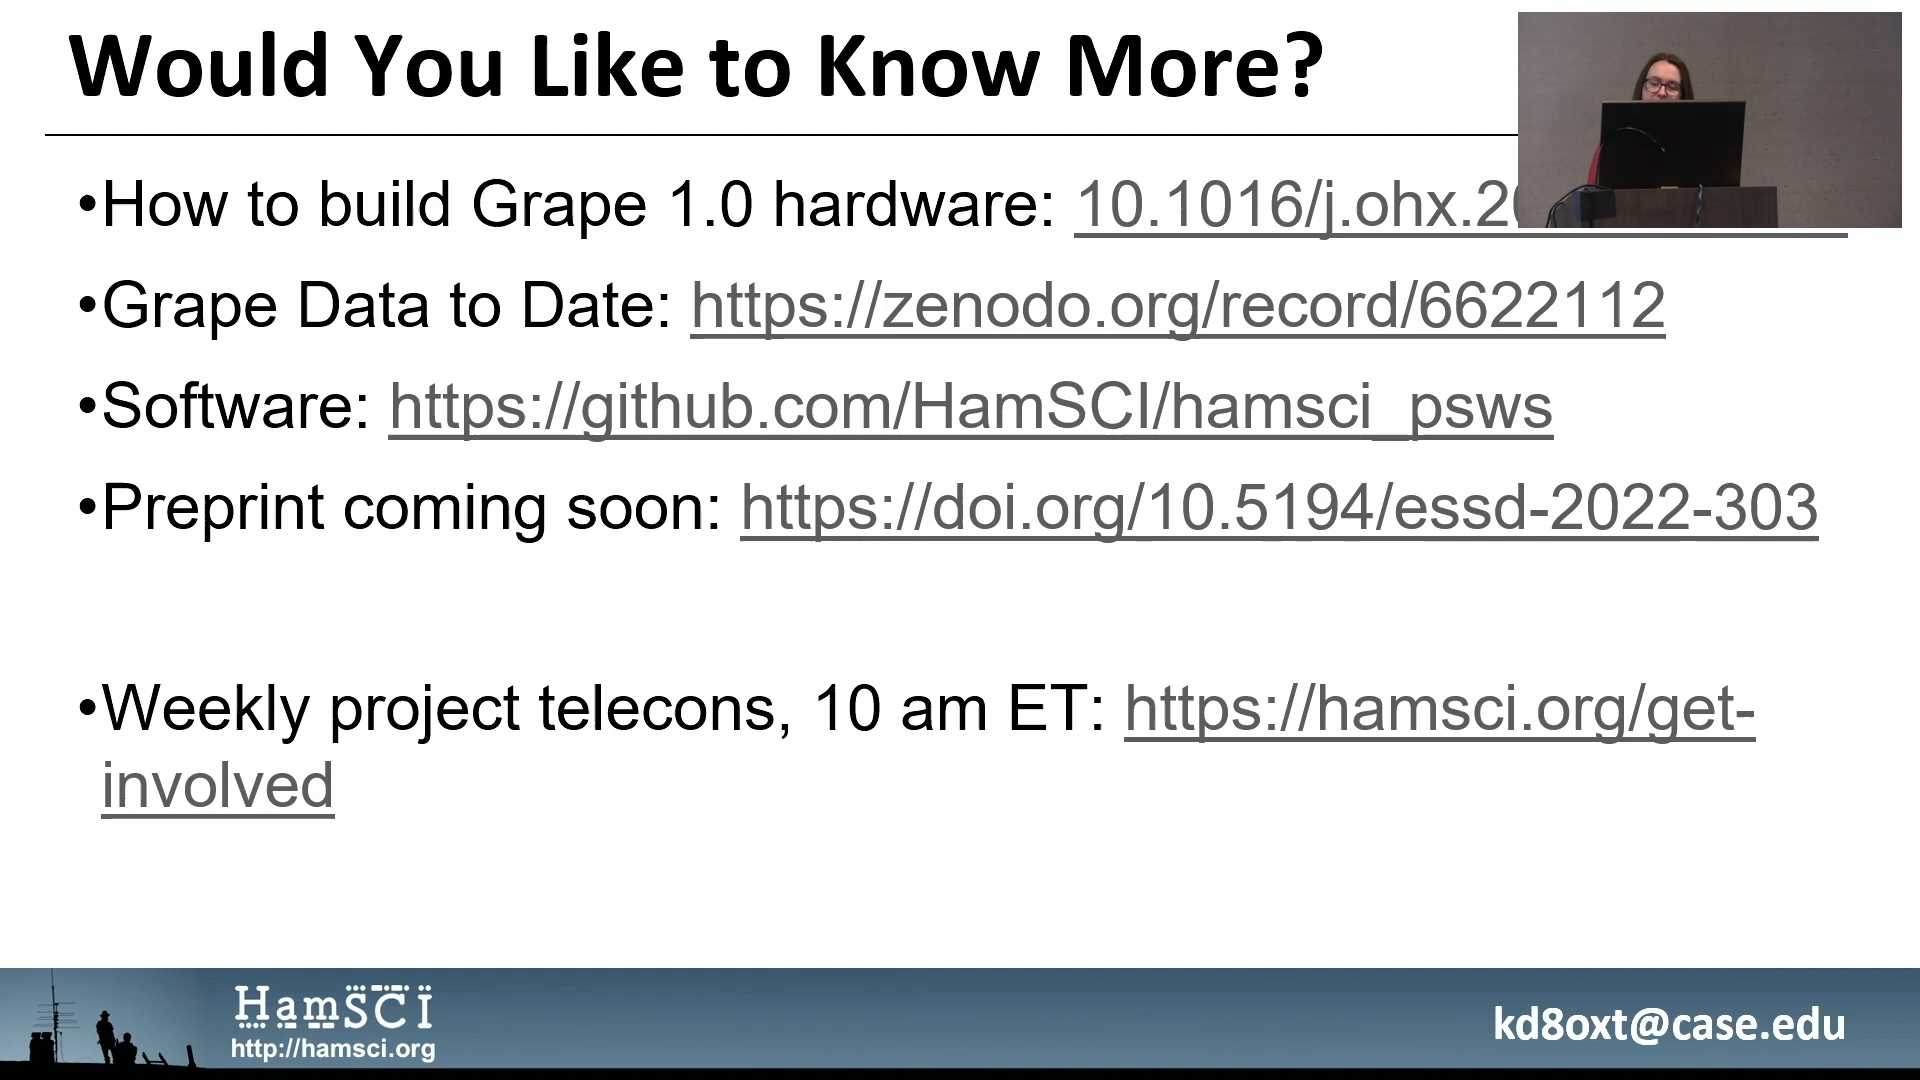 Would You Like to Know More?
•How to build Grape 1.0 hardware: 10.1016/j.ohx.20
•Grape Data to Date: https://zenodo.org/record/6622112
•Software: https://github.com/HamSCI/hamsci_psws
•Preprint coming soon: https://doi.org/10.5194/essd-2022-303
•Weekly project telecons, 10 am ET: https://hamsci.org/get-
involved
HamSCI
http://hamsci.org
kd8oxt@case.edu